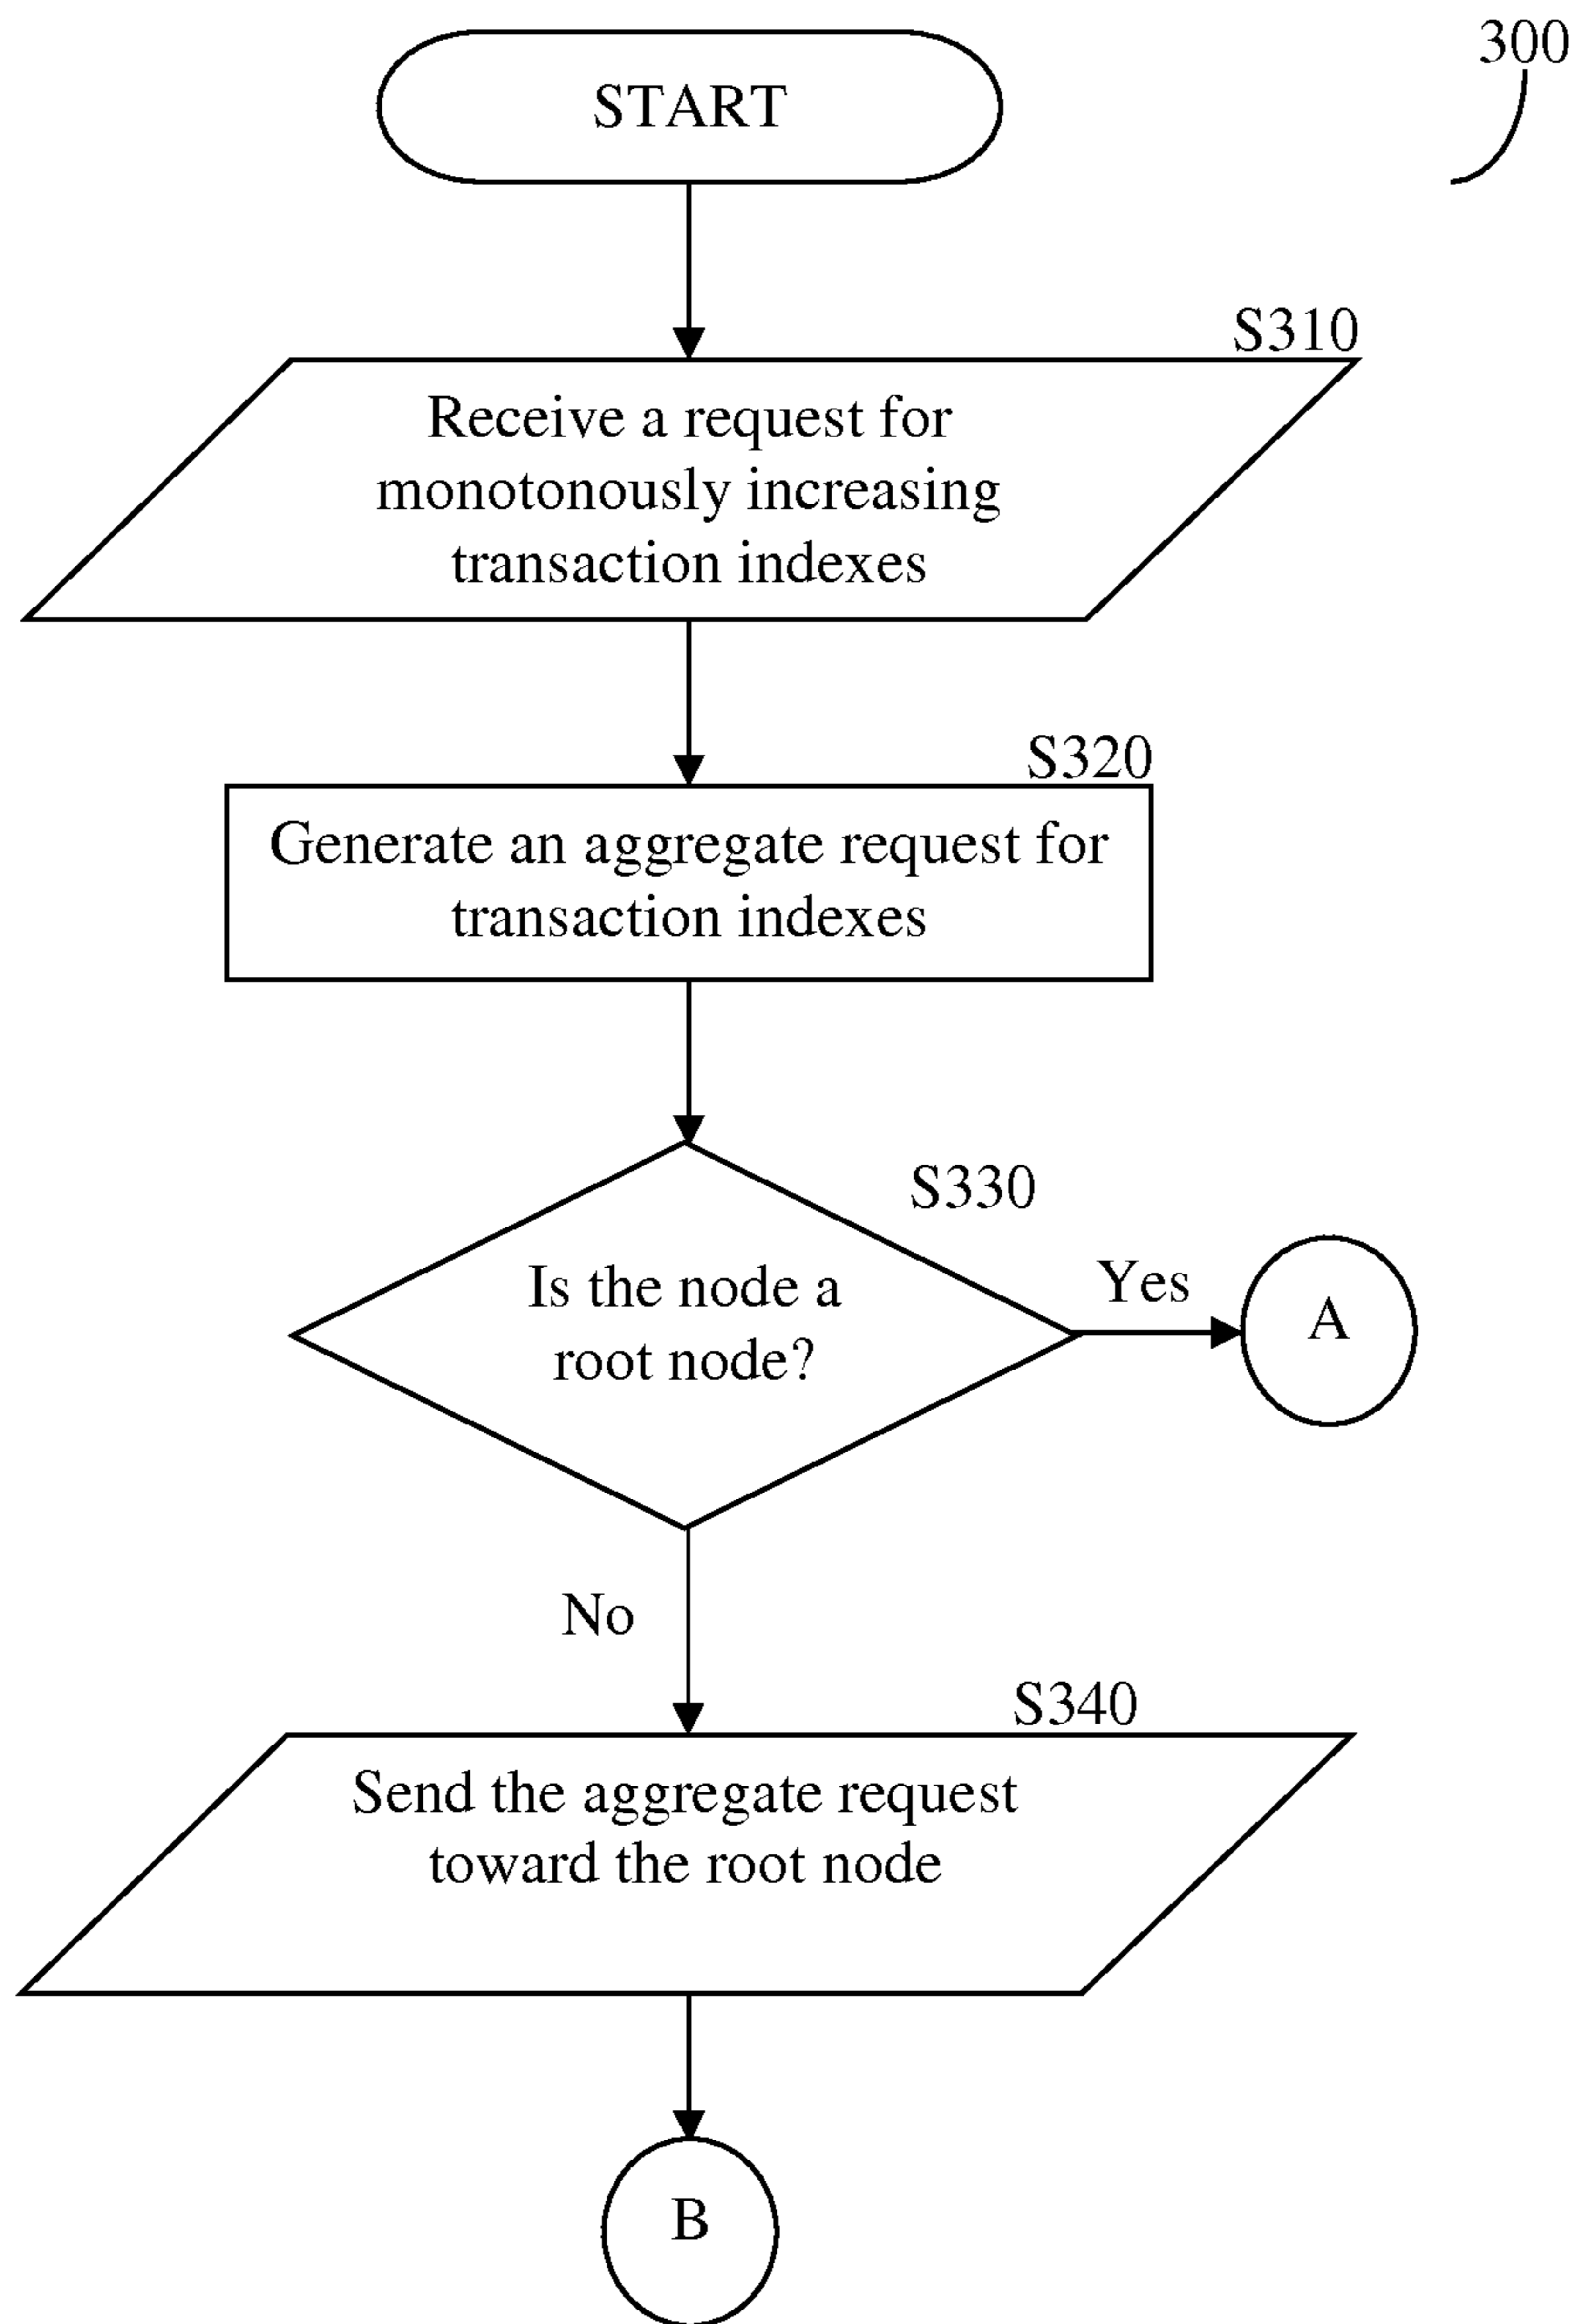 300
START
S310
Receive a request for
monotonously increasing
transaction indexes
S320
Generate an aggregate request for
transaction indexes
S330
Is the node a
root node?
Yes
A
No
S340
Send the aggregate request
toward the root node
B